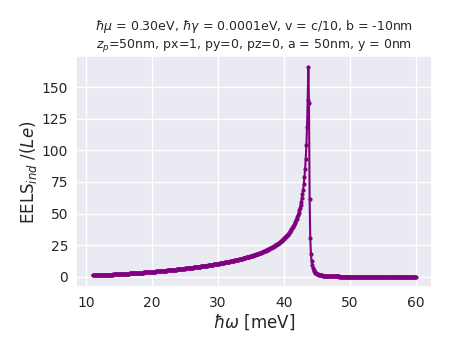 ℏμ = 0.30eV, ℏγ = 0.0001eV, v = c/10, b = -10nm
z_p=50nm, px=1, py=0, pz=0, a = 50nm, y = 0nm
EELS_ind /(Le)
150
125
100
75
50
25
0
10 20 30 40 50 60
ℏω [meV]